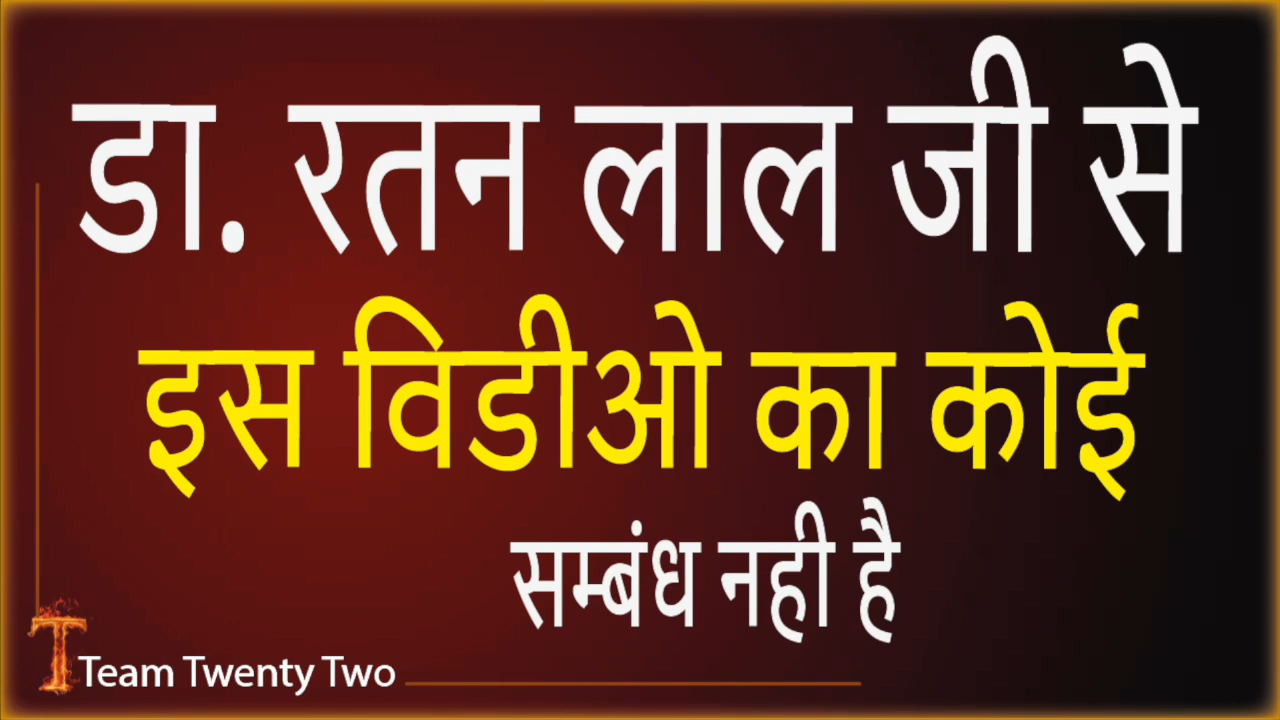 डा. रतन लाल जी से
इस विडीओ का कोई
सम्बंध नही है
T Team Twenty Two